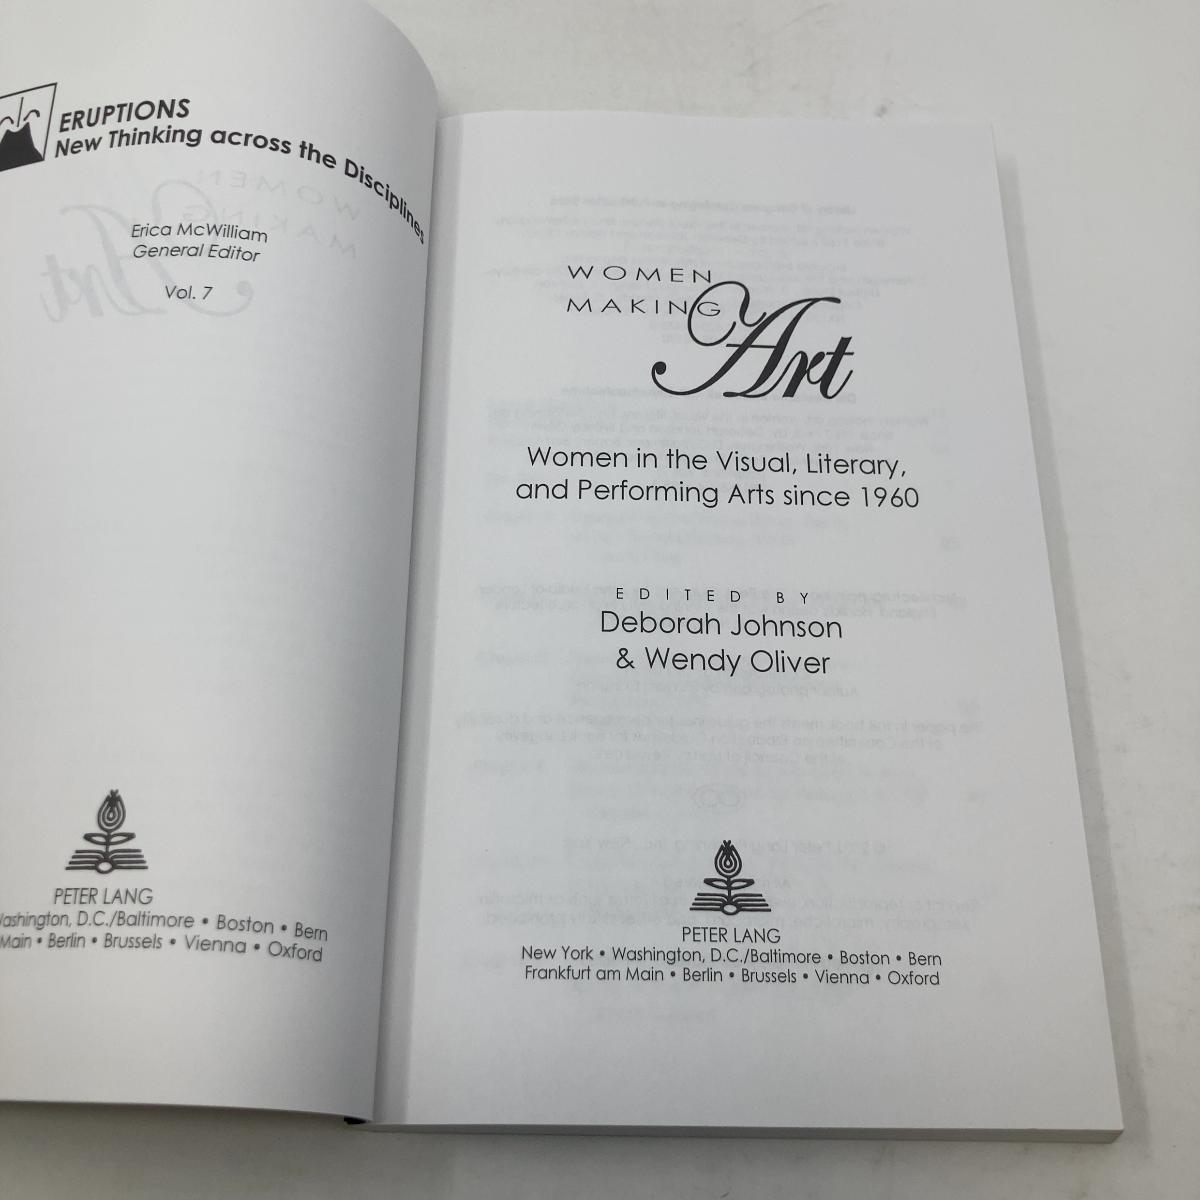 ERUPTIONS
New Thinking across the Disciplines
Erica McWilliam
General Editor
Vol. 7
PETER LANG
Washington, D.C./Baltimore • Boston • Bern
Main • Berlin • Brussels • Vienna • Oxford
WOMEN
MAKING
Art
Women in the Visual, Literary,
and Performing Arts since 1960
EDITED BY
Deborah Johnson
& Wendy Oliver
PETER LANG
New York • Washington, D.C./Baltimore • Boston • Bern
Frankfurt am Main • Berlin • Brussels • Vienna • Oxford